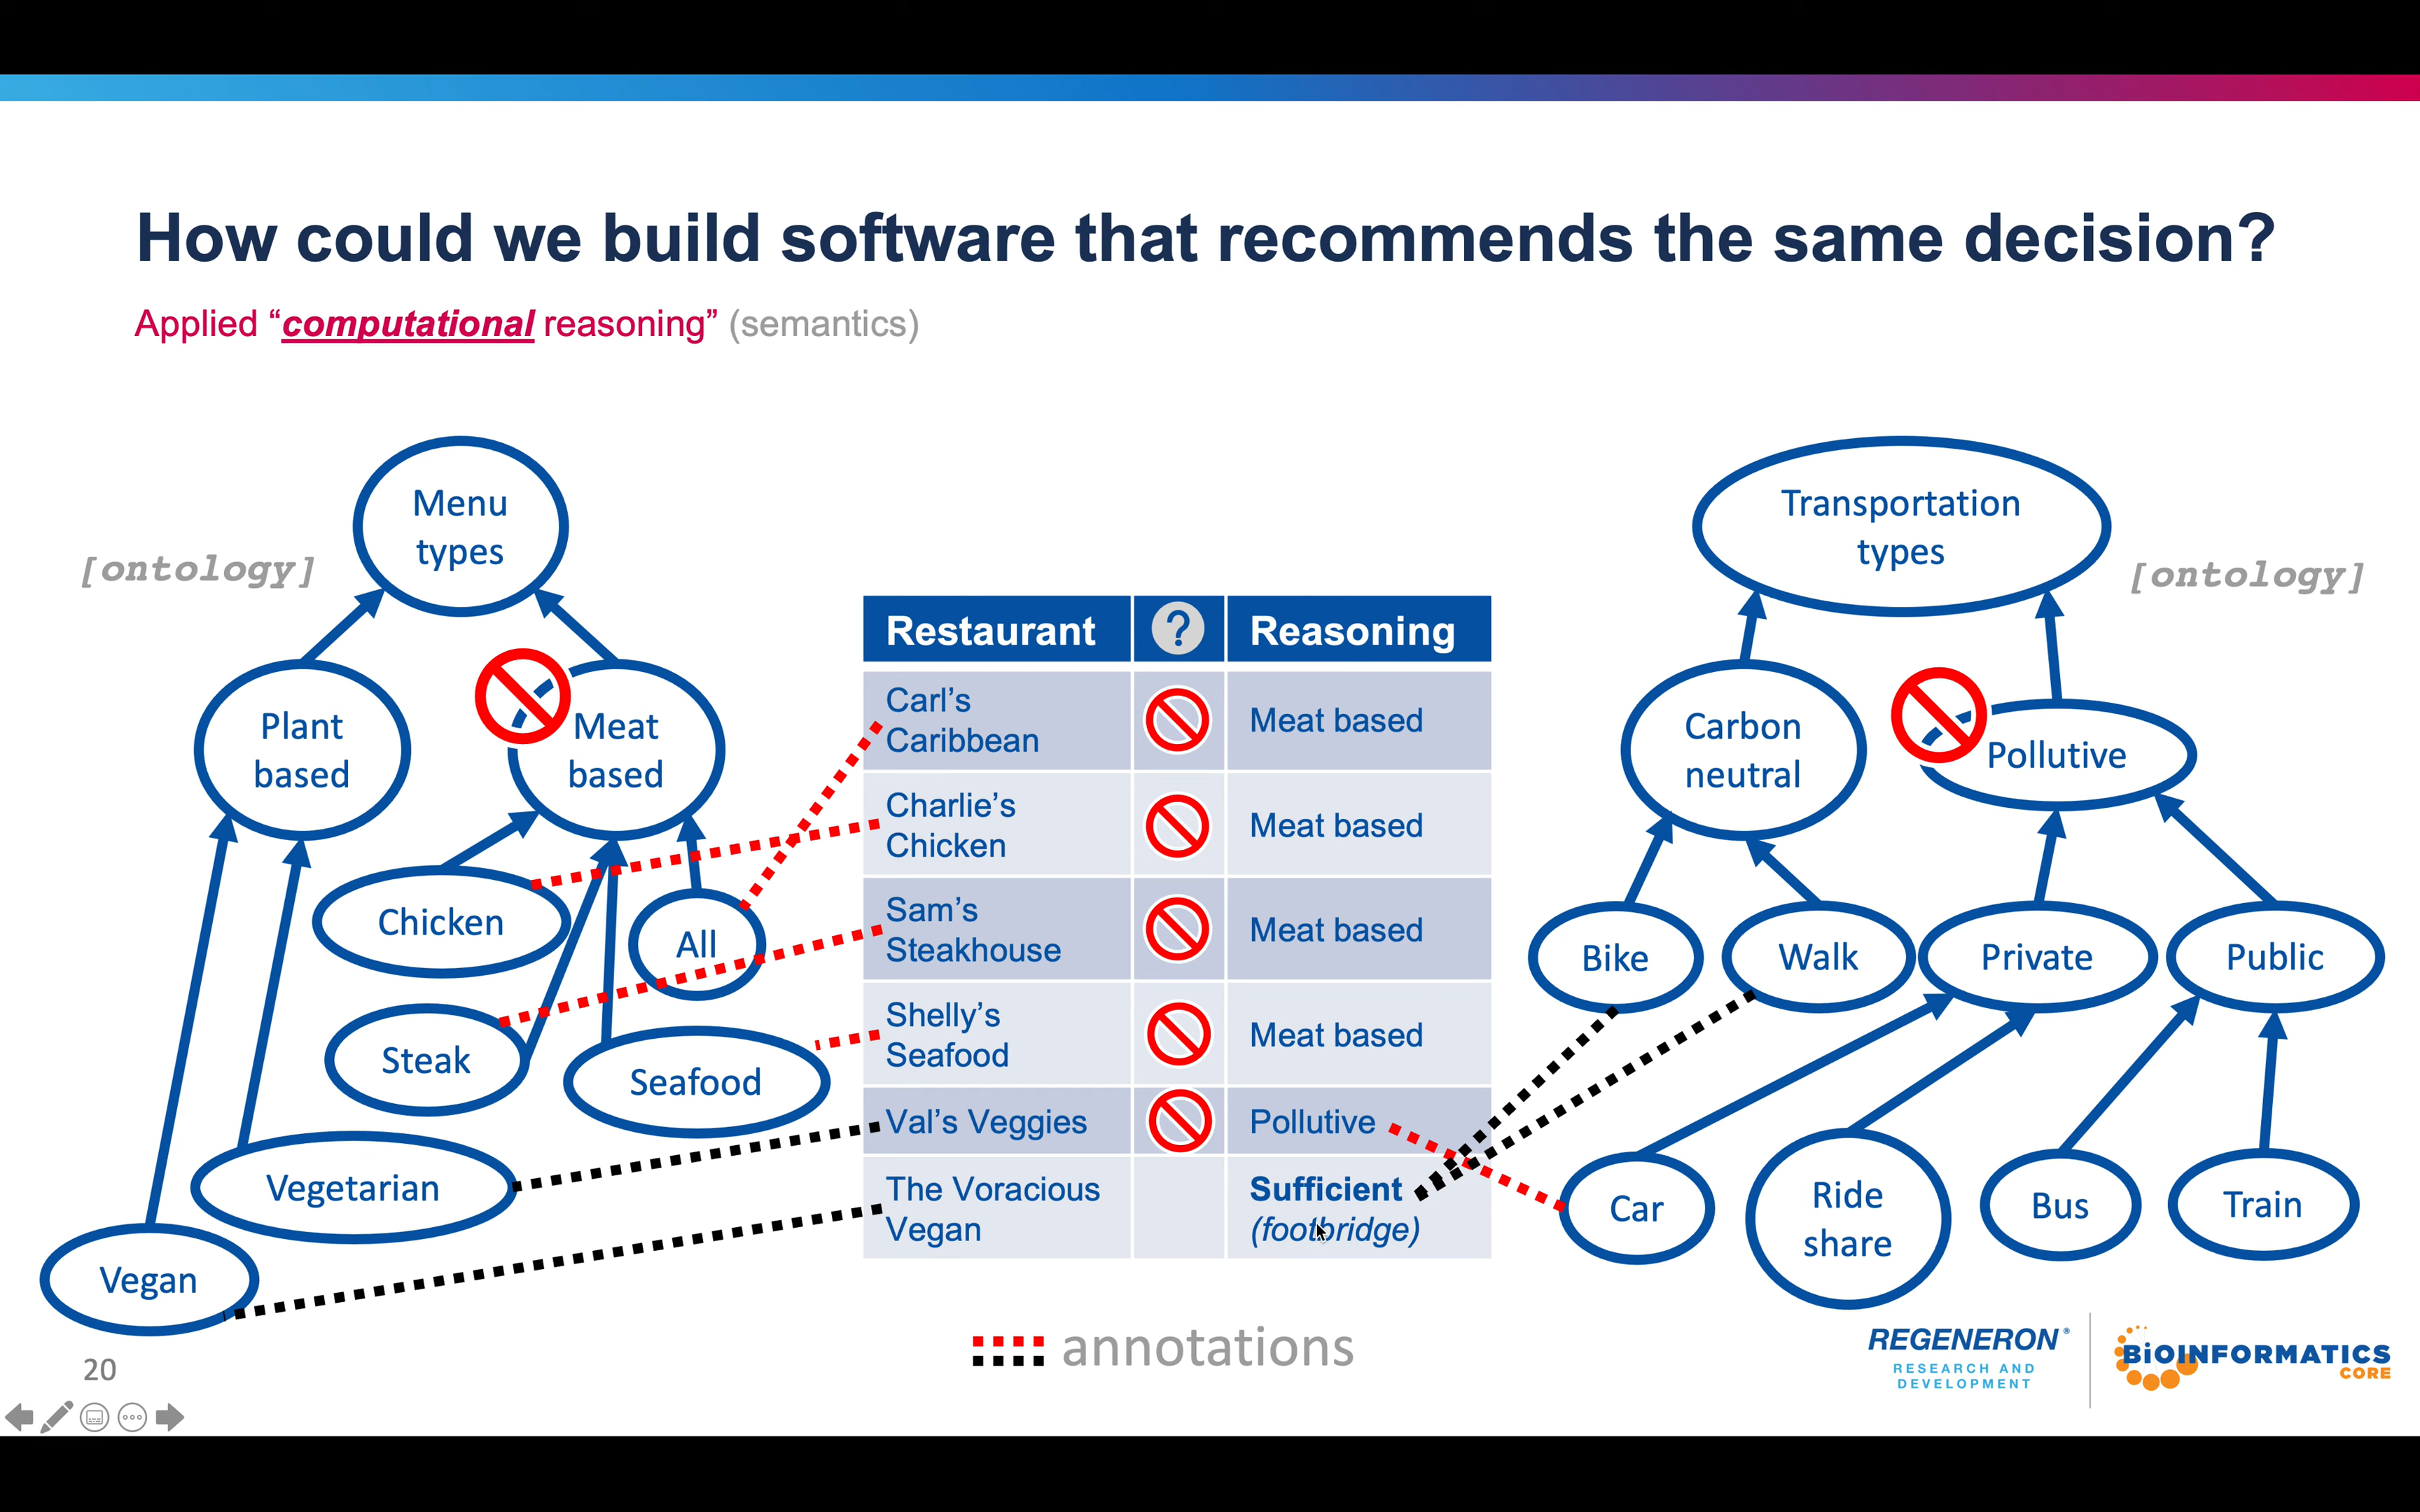 How could we build software that recommends the same decision?
Applied “computational reasoning” (semantics)
[ontology]
Menu
types
Plant
based
Meat
based
Chicken
All
Steak
Seafood
Vegetarian
Vegan
Restaurant ? Reasoning
Carl’s
Caribbean
Meat based
Charlie’s
Chicken
Meat based
Sam’s
Steakhouse
Meat based
Shelly’s
Seafood
Meat based
Val’s Veggies
Pollutive
The Voracious
Vegan
Sufficient
(footbridge)
[ontology]
Transportation
types
Carbon
neutral
Pollutive
Bike
Walk
Private
Public
Car
Ride
share
Bus
Train
annotations
20
REGENERON®
RESEARCH AND
DEVELOPMENT
BiOINFORMATICS
CORE